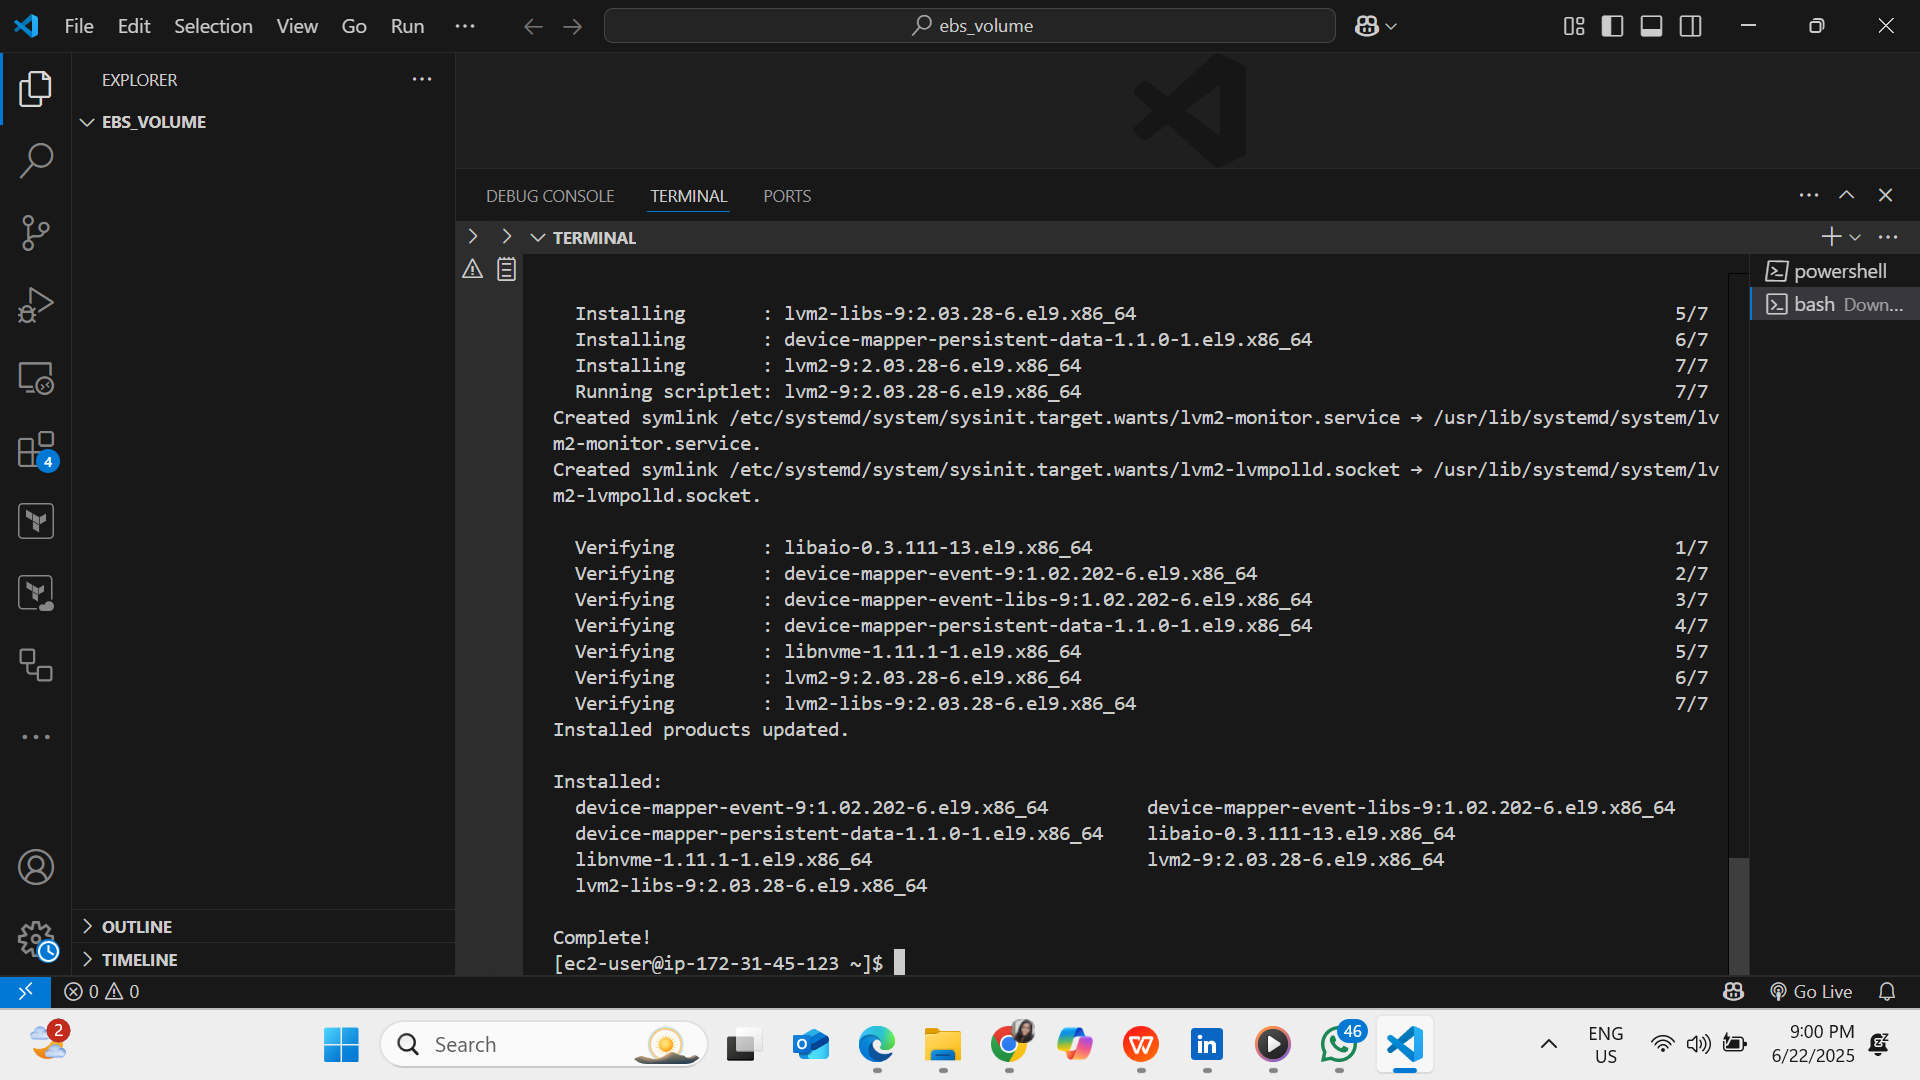 File Edit Selection View Go Run ···
ebs_volume
EXPLORER
EBS_VOLUME
DEBUG CONSOLE TERMINAL PORTS
TERMINAL
powershell
bash Down...
Installing : lvm2-libs-9:2.03.28-6.el9.x86_64 5/7
Installing : device-mapper-persistent-data-1.1.0-1.el9.x86_64 6/7
Installing : lvm2-9:2.03.28-6.el9.x86_64 7/7
Running scriptlet: lvm2-9:2.03.28-6.el9.x86_64 7/7
Created symlink /etc/systemd/system/sysinit.target.wants/lvm2-monitor.service → /usr/lib/systemd/system/lv
m2-monitor.service.
Created symlink /etc/systemd/system/sysinit.target.wants/lvm2-lvmpolld.socket → /usr/lib/systemd/system/lv
m2-lvmpolld.socket.
Verifying : libaio-0.3.111-13.el9.x86_64 1/7
Verifying : device-mapper-event-9:1.02.202-6.el9.x86_64 2/7
Verifying : device-mapper-event-libs-9:1.02.202-6.el9.x86_64 3/7
Verifying : device-mapper-persistent-data-1.1.0-1.el9.x86_64 4/7
Verifying : libnvme-1.11.1-1.el9.x86_64 5/7
Verifying : lvm2-9:2.03.28-6.el9.x86_64 6/7
Verifying : lvm2-libs-9:2.03.28-6.el9.x86_64 7/7
Installed products updated.
Installed:
device-mapper-event-9:1.02.202-6.el9.x86_64 device-mapper-event-libs-9:1.02.202-6.el9.x86_64
device-mapper-persistent-data-1.1.0-1.el9.x86_64 libaio-0.3.111-13.el9.x86_64
libnvme-1.11.1-1.el9.x86_64 lvm2-9:2.03.28-6.el9.x86_64
lvm2-libs-9:2.03.28-6.el9.x86_64
Complete!
[ec2-user@ip-172-31-45-123 ~]$
4
OUTLINE
TIMELINE
0 0
Go Live
2
Search
46
ENG
US
9:00 PM
6/22/2025